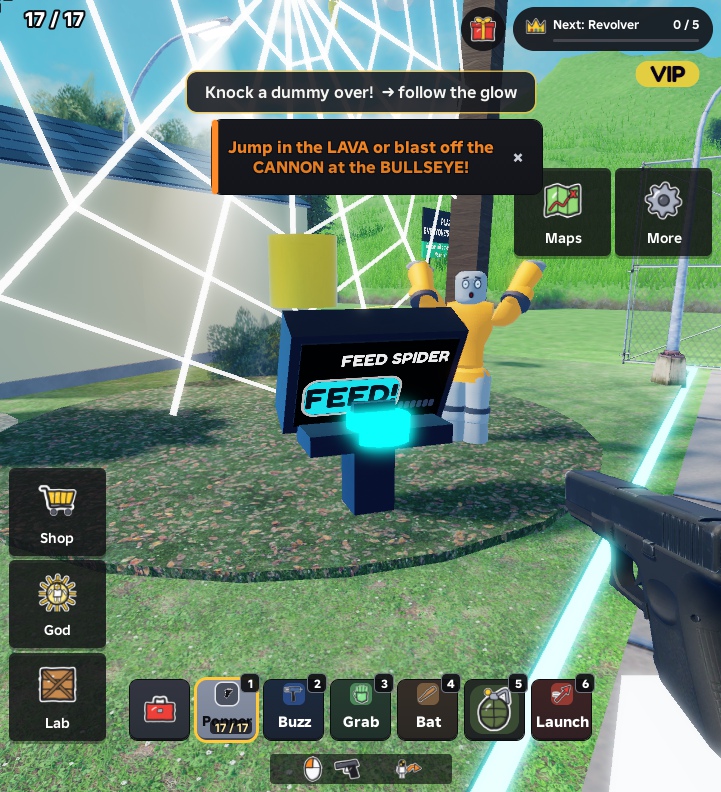 17 / 17
Next: Revolver 0 / 5
VIP
Knock a dummy over! → follow the glow
Jump in the LAVA or blast off the
CANNON at the BULLSEYE!
×
Maps
More
FEED SPIDER
FEED!
Shop
God
Lab
1
17 / 17
2
Buzz
3
Grab
4
Bat
5
6
Launch